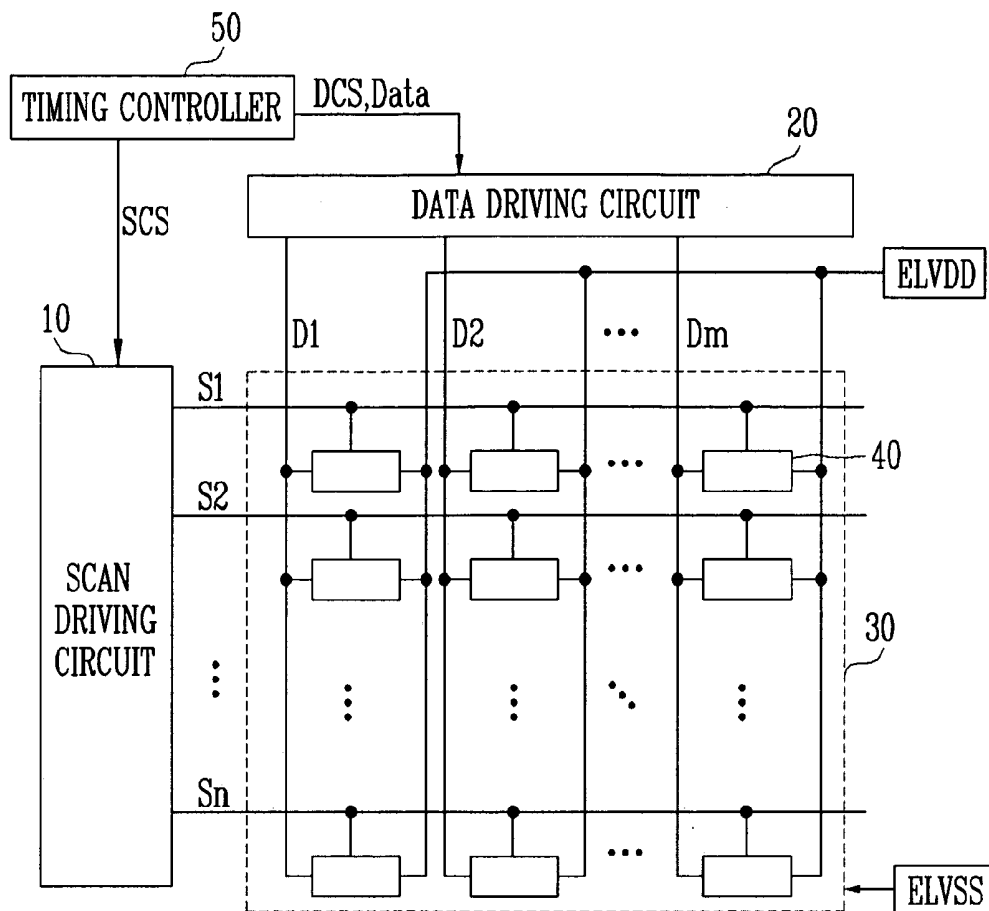 50
TIMING CONTROLLER
DCS,Data
20
DATA DRIVING CIRCUIT
SCS
ELVDD
10
D1
D2
Dm
S1
40
S2
SCAN
DRIVING
CIRCUIT
30
Sn
ELVSS